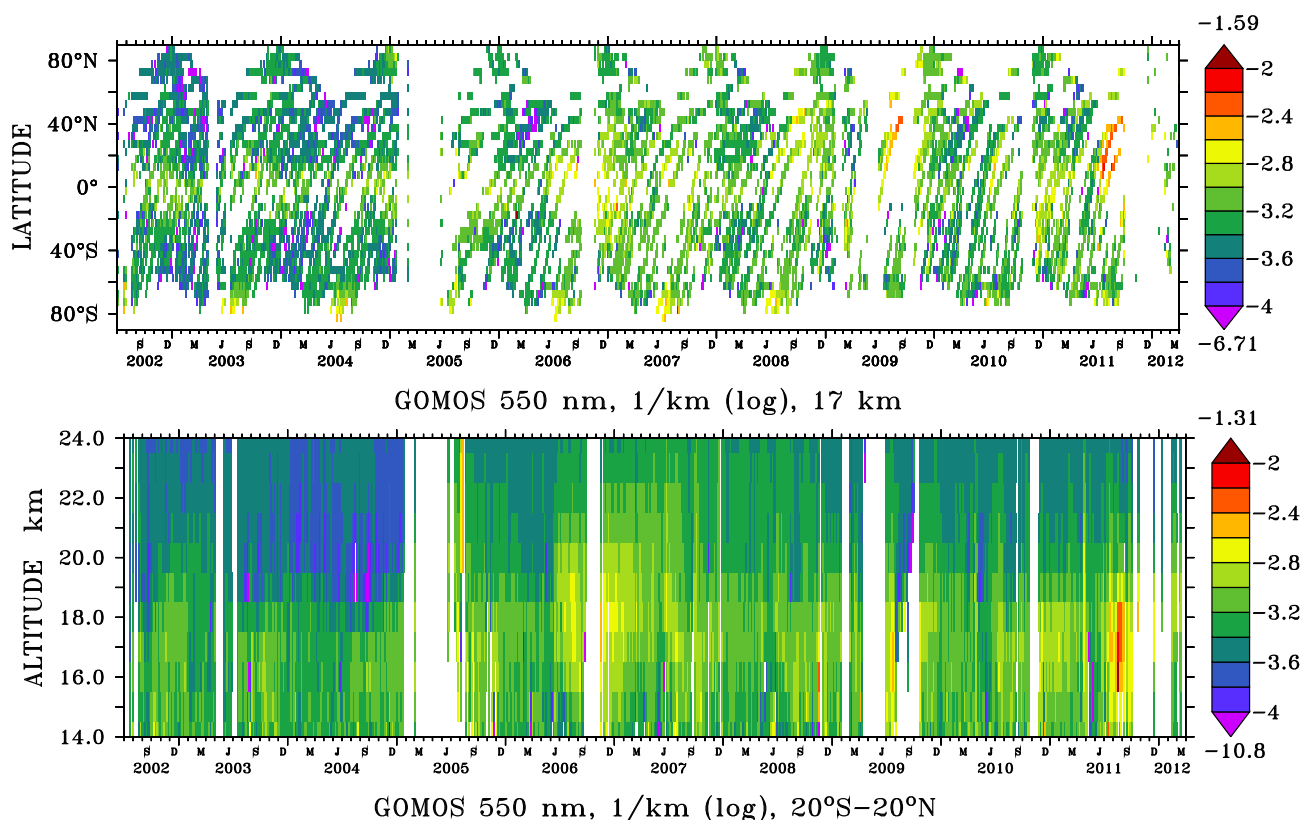 −1.59
80°N
40°N
0°
40°S
80°S
LATITUDE
−2
−2.4
−2.8
−3.2
−3.6
−4
−6.71
S D M J S D M J S D M J S D M J S D M J S D M J S D M J S D M J S D M
2002 2003 2004 2005 2006 2007 2008 2009 2010 2011 2012
GOMOS 550 nm, 1/km (log), 17 km
−1.31
24.0
22.0
20.0
18.0
16.0
14.0
ALTITUDE km
−2
−2.4
−2.8
−3.2
−3.6
−4
−10.8
S D M J S D M J S D M J S D M J S D M J S D M J S D M J S D M J S D M J S D M
2002 2003 2004 2005 2006 2007 2008 2009 2010 2011 2012
GOMOS 550 nm, 1/km (log), 20°S−20°N